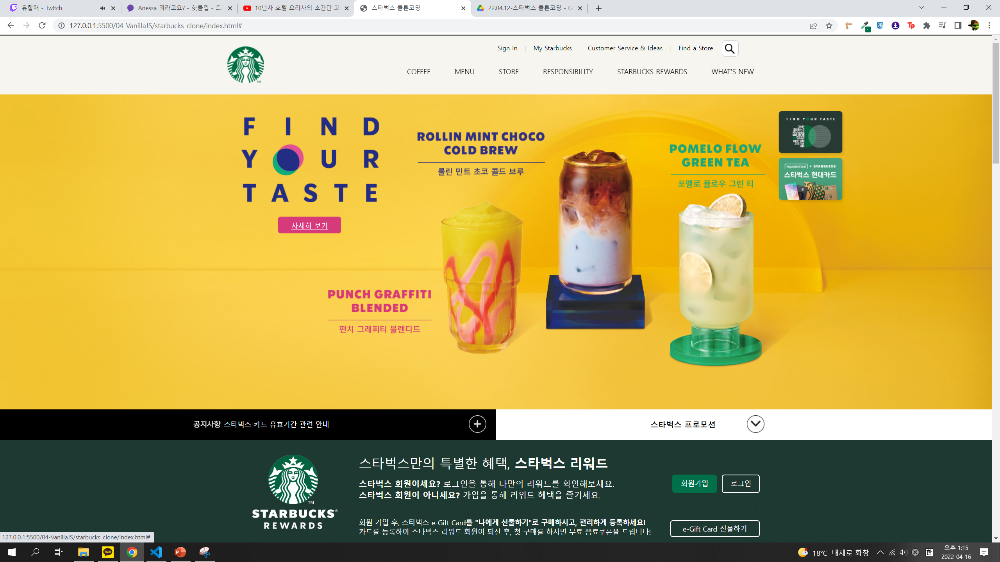 유할매 - Twitch
Anessa 뭐라고요? - 핫클립 - 트
10년차 호텔 요리사의 초간단 고
스타벅스 클론코딩
22.04.12-스타벅스 클론코딩 - Go
127.0.0.1:5500/04-VanillaJS/starbucks_clone/index.html#
Sign In
My Starbucks
Customer Service & Ideas
Find a Store
COFFEE
MENU
STORE
RESPONSIBILITY
STARBUCKS REWARDS
WHAT'S NEW
FIND
YOUR
TASTE
자세히 보기
ROLLIN MINT CHOCO
COLD BREW
롤린 민트 초코 콜드 브루
POMELO FLOW
GREEN TEA
포멜로 플로우 그린 티
PUNCH GRAFFITI
BLENDED
펀치 그래피티 블렌디드
FIND YOUR TASTE
Hyundai Card + STARBUCKS
스타벅스 현대카드
공지사항 스타벅스 카드 유효기간 관련 안내
스타벅스 프로모션
스타벅스만의 특별한 혜택, 스타벅스 리워드
스타벅스 회원이세요? 로그인을 통해 나만의 리워드를 확인해보세요.
스타벅스 회원이 아니세요? 가입을 통해 리워드 혜택을 즐기세요.
회원가입
로그인
TM
STARBUCKS®
REWARDS
회원 가입 후, 스타벅스 e-Gift Card를 "나에게 선물하기"로 구매하시고, 편리하게 등록하세요!
카드를 등록하여 스타벅스 리워드 회원이 되신 후, 첫 구매를 하시면 무료 음료쿠폰을 드립니다!
e-Gift Card 선물하기
127.0.0.1:5500/04-VanillaJS/starbucks_clone/index.html#
TALK
18°C 대체로 화창
한
오후 1:15
2022-04-16